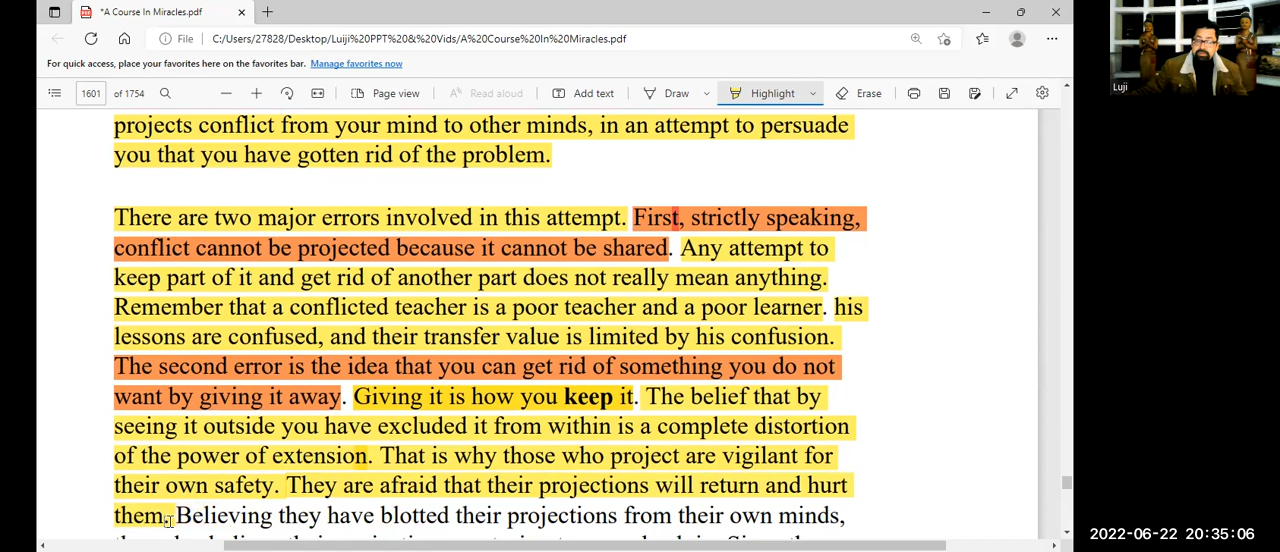 *A Course In Miracles.pdf
File C:/Users/27828/Desktop/Luiji%20PPT%20&%20Vids/A%20Course%20In%20Miracles.pdf
For quick access, place your favorites here on the favorites bar. Manage favorites now
1601 of 1754 Page view Read aloud Add text Draw Highlight Erase
projects conflict from your mind to other minds, in an attempt to persuade
you that you have gotten rid of the problem.
There are two major errors involved in this attempt. First, strictly speaking,
conflict cannot be projected because it cannot be shared. Any attempt to
keep part of it and get rid of another part does not really mean anything.
Remember that a conflicted teacher is a poor teacher and a poor learner. his
lessons are confused, and their transfer value is limited by his confusion.
The second error is the idea that you can get rid of something you do not
want by giving it away. Giving it is how you keep it. The belief that by
seeing it outside you have excluded it from within is a complete distortion
of the power of extension. That is why those who project are vigilant for
their own safety. They are afraid that their projections will return and hurt
them. Believing they have blotted their projections from their own minds,
Luji
2022-06-22 20:35:06